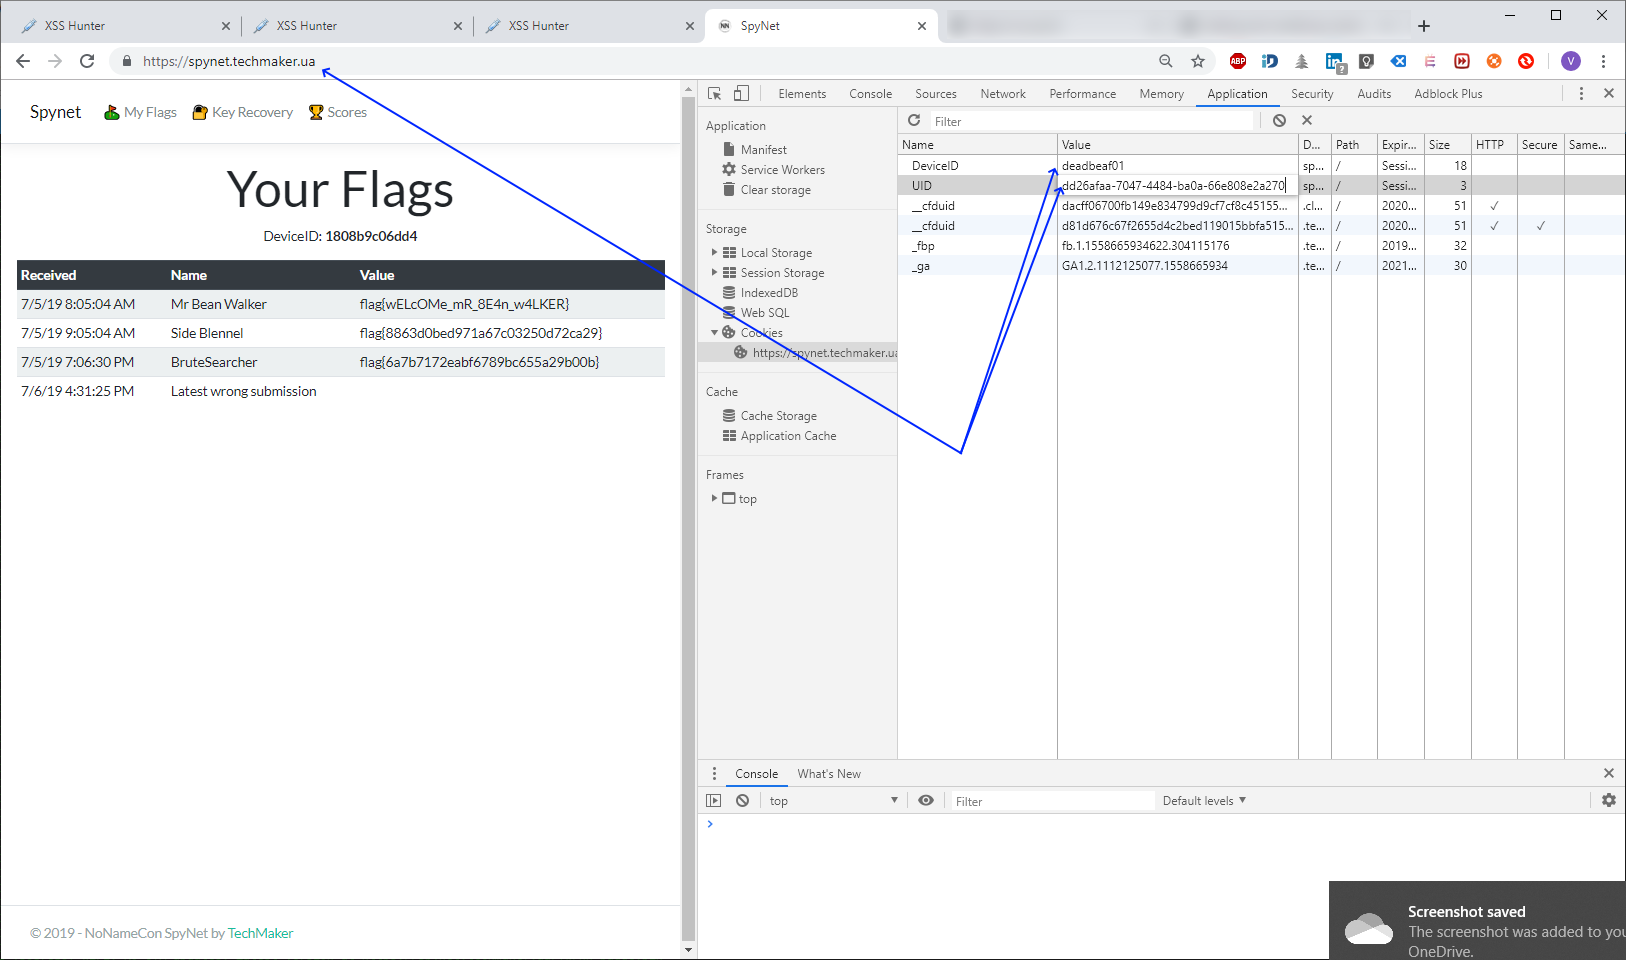 XSS Hunter
XSS Hunter
XSS Hunter
SpyNet
https://spynet.techmaker.ua
ABP
V
Spynet My Flags Key Recovery Scores
Your Flags
DeviceID: 1808b9c06dd4
Received Name Value
7/5/19 8:05:04 AM Mr Bean Walker flag{wELcOMe_mR_8E4n_w4LKER}
7/5/19 9:05:04 AM Side Blennel flag{8863d0bed971a67c03250d72ca29}
7/5/19 7:06:30 PM BruteSearcher flag{6a7b7172eabf6789bc655a29b00b}
7/6/19 4:31:25 PM Latest wrong submission
© 2019 - NoNameCon SpyNet by TechMaker
Elements Console Sources Network Performance Memory Application Security Audits Adblock Plus
Application
Manifest
Service Workers
Clear storage
Storage
Local Storage
Session Storage
IndexedDB
Web SQL
Cookies
https://spynet.techmaker.ua
Cache
Cache Storage
Application Cache
Frames
top
Filter
Name Value D... Path Expir... Size HTTP Secure Same...
DeviceID deadbeaf01 sp... / Sessi... 18
UID dd26afaa-7047-4484-ba0a-66e808e2a270 sp... / Sessi... 3
__cfduid dacff06700fb149e834799d9cf7cf8c45155... .cl... / 2020... 51 ✓
__cfduid d81d676c67f2655d4c2bed119015bbfa515... .te... / 2020... 51 ✓ ✓
_fbp fb.1.1558665934622.304115176 .te... / 2019... 32
_ga GA1.2.1112125077.1558665934 .te... / 2021... 30
Console What's New
top Filter Default levels
Screenshot saved
The screenshot was added to you
OneDrive.